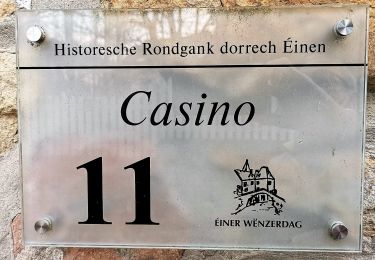 Historesche Rondgank dorrech Éinen
Casino
11
ÉINER WËNZERDAG